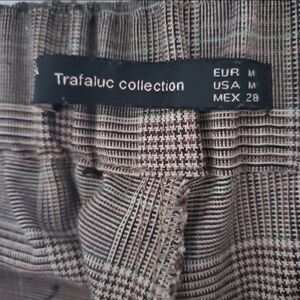 Trafaluc collection
EUR M
USA M
MEX 28